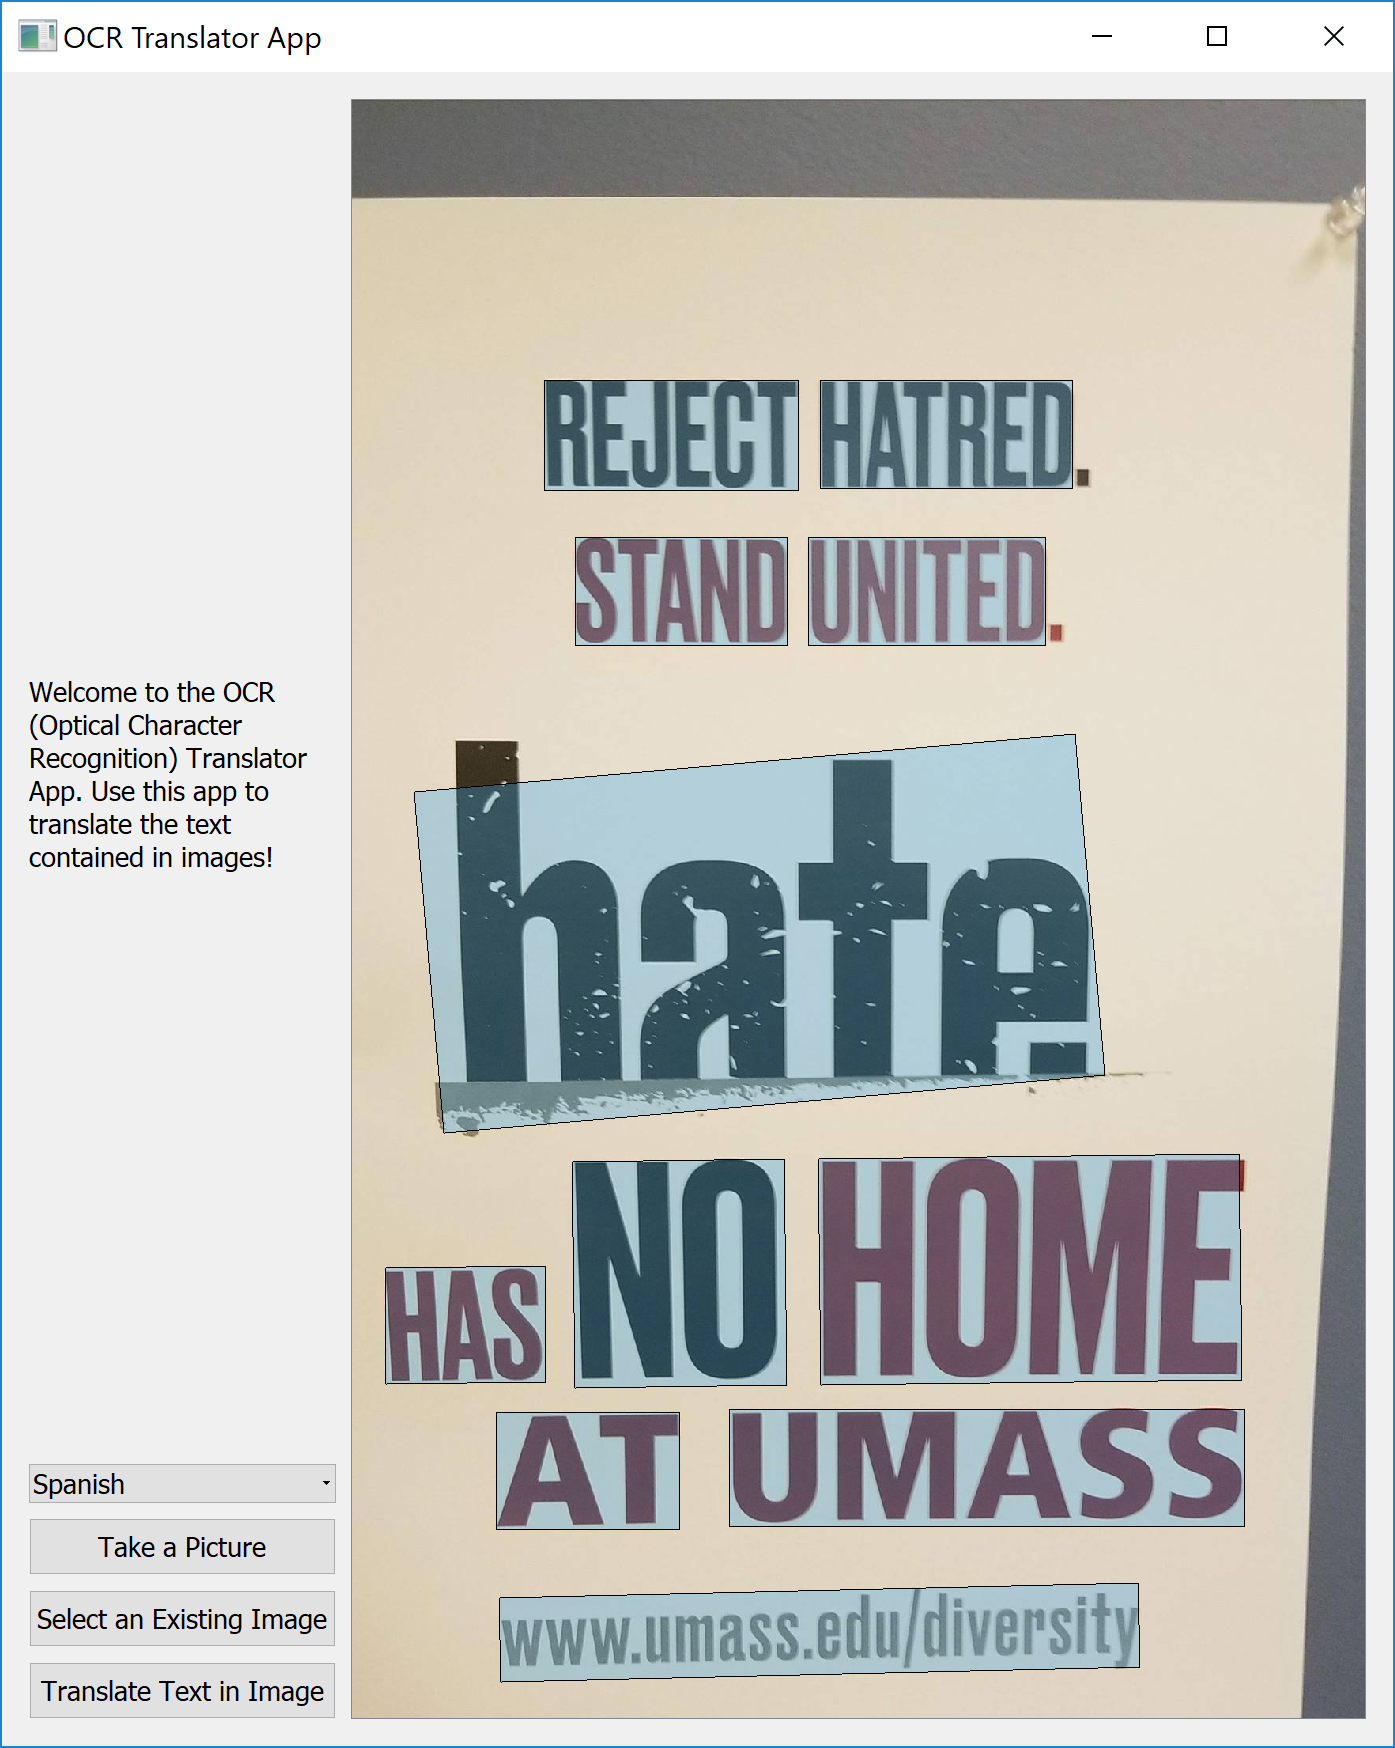 OCR Translator App
Welcome to the OCR
(Optical Character
Recognition) Translator
App. Use this app to
translate the text
contained in images!
Spanish
Take a Picture
Select an Existing Image
Translate Text in Image
REJECT HATRED.
STAND UNITED.
hate
HAS NO HOME
AT UMASS
www.umass.edu/diversity